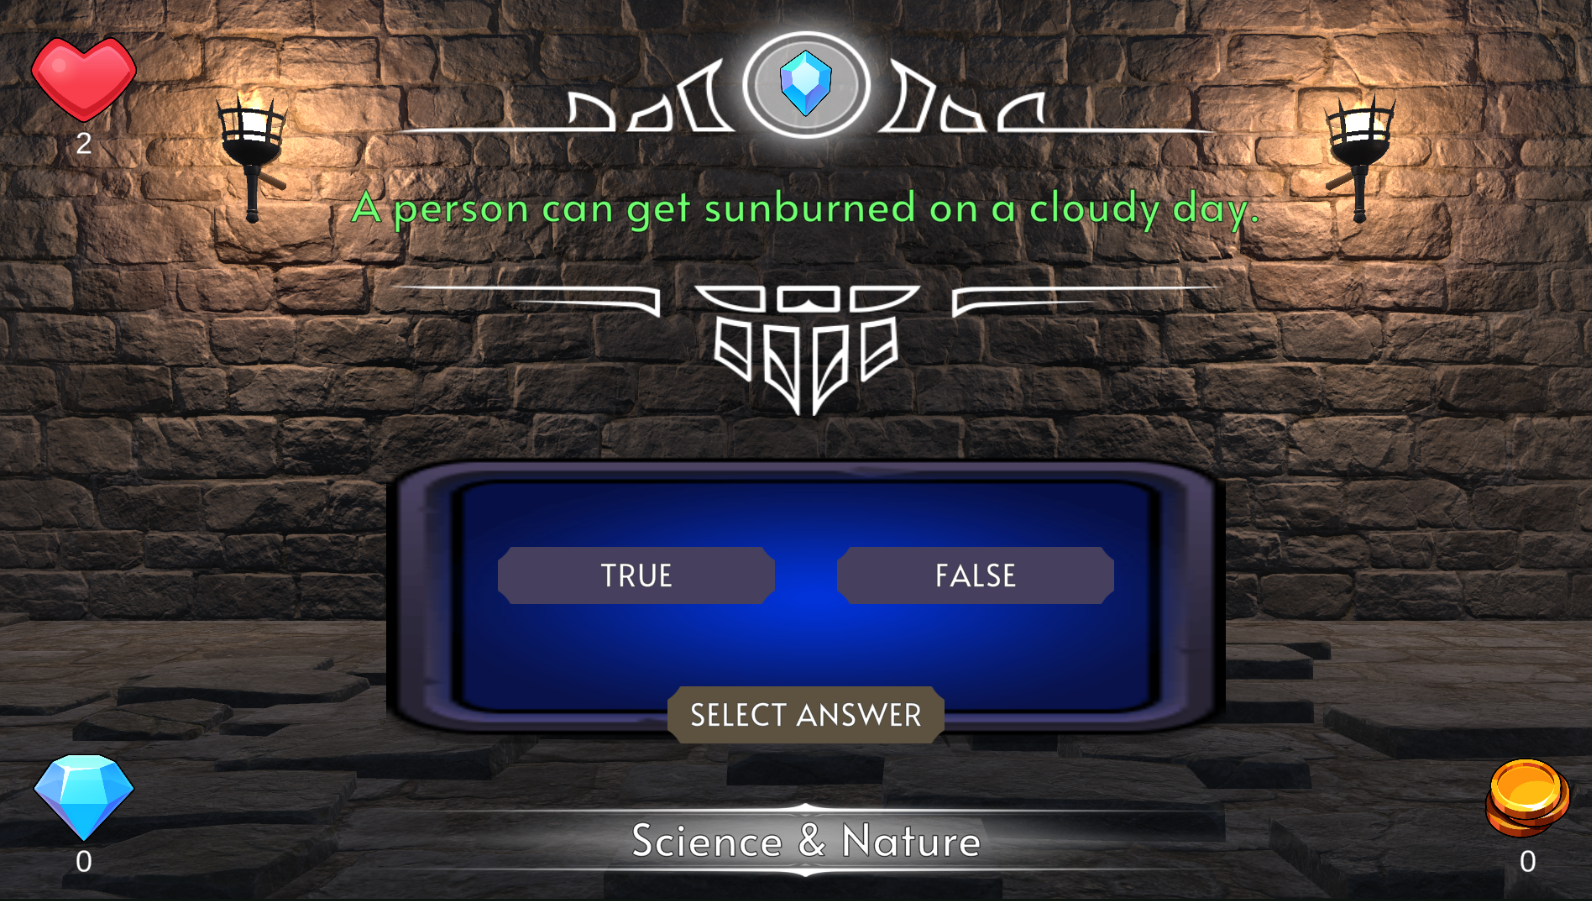 2
A person can get sunburned on a cloudy day.
TRUE
FALSE
SELECT ANSWER
0
Science & Nature
0